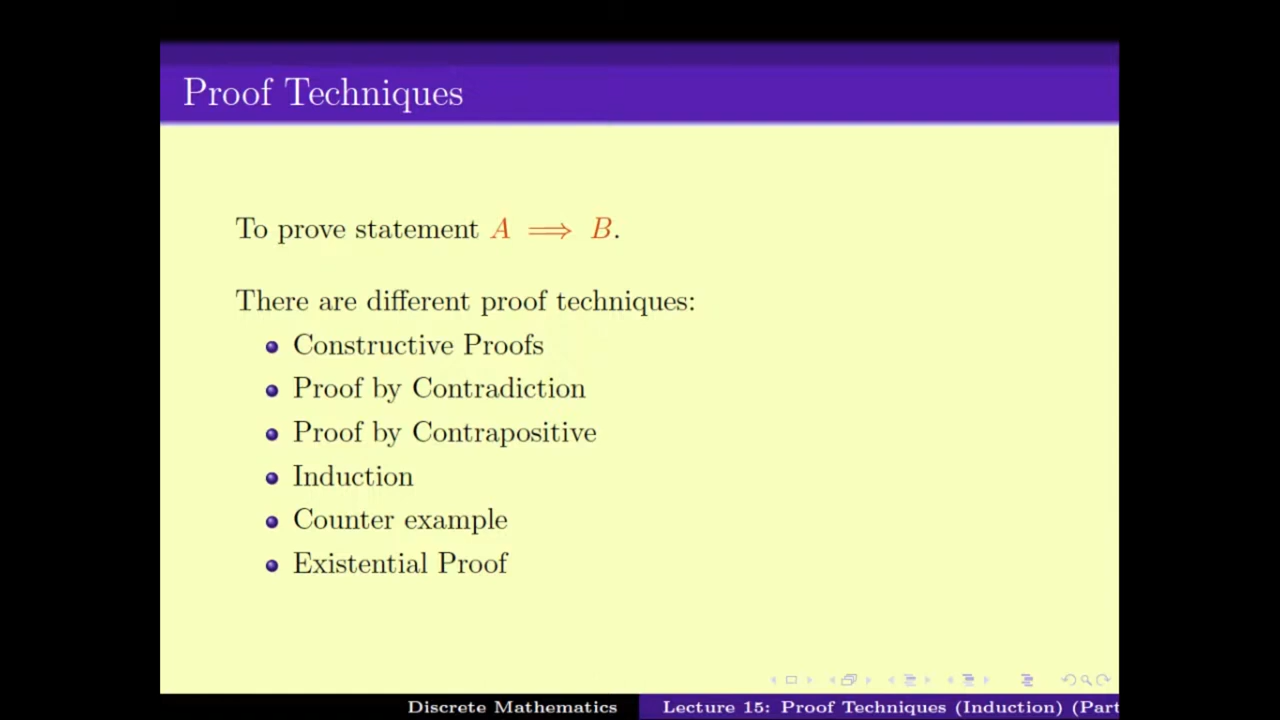 Proof Techniques
To prove statement A ⟹ B.
There are different proof techniques:
Constructive Proofs
Proof by Contradiction
Proof by Contrapositive
Induction
Counter example
Existential Proof
Discrete Mathematics
Lecture 15: Proof Techniques (Induction) (Part